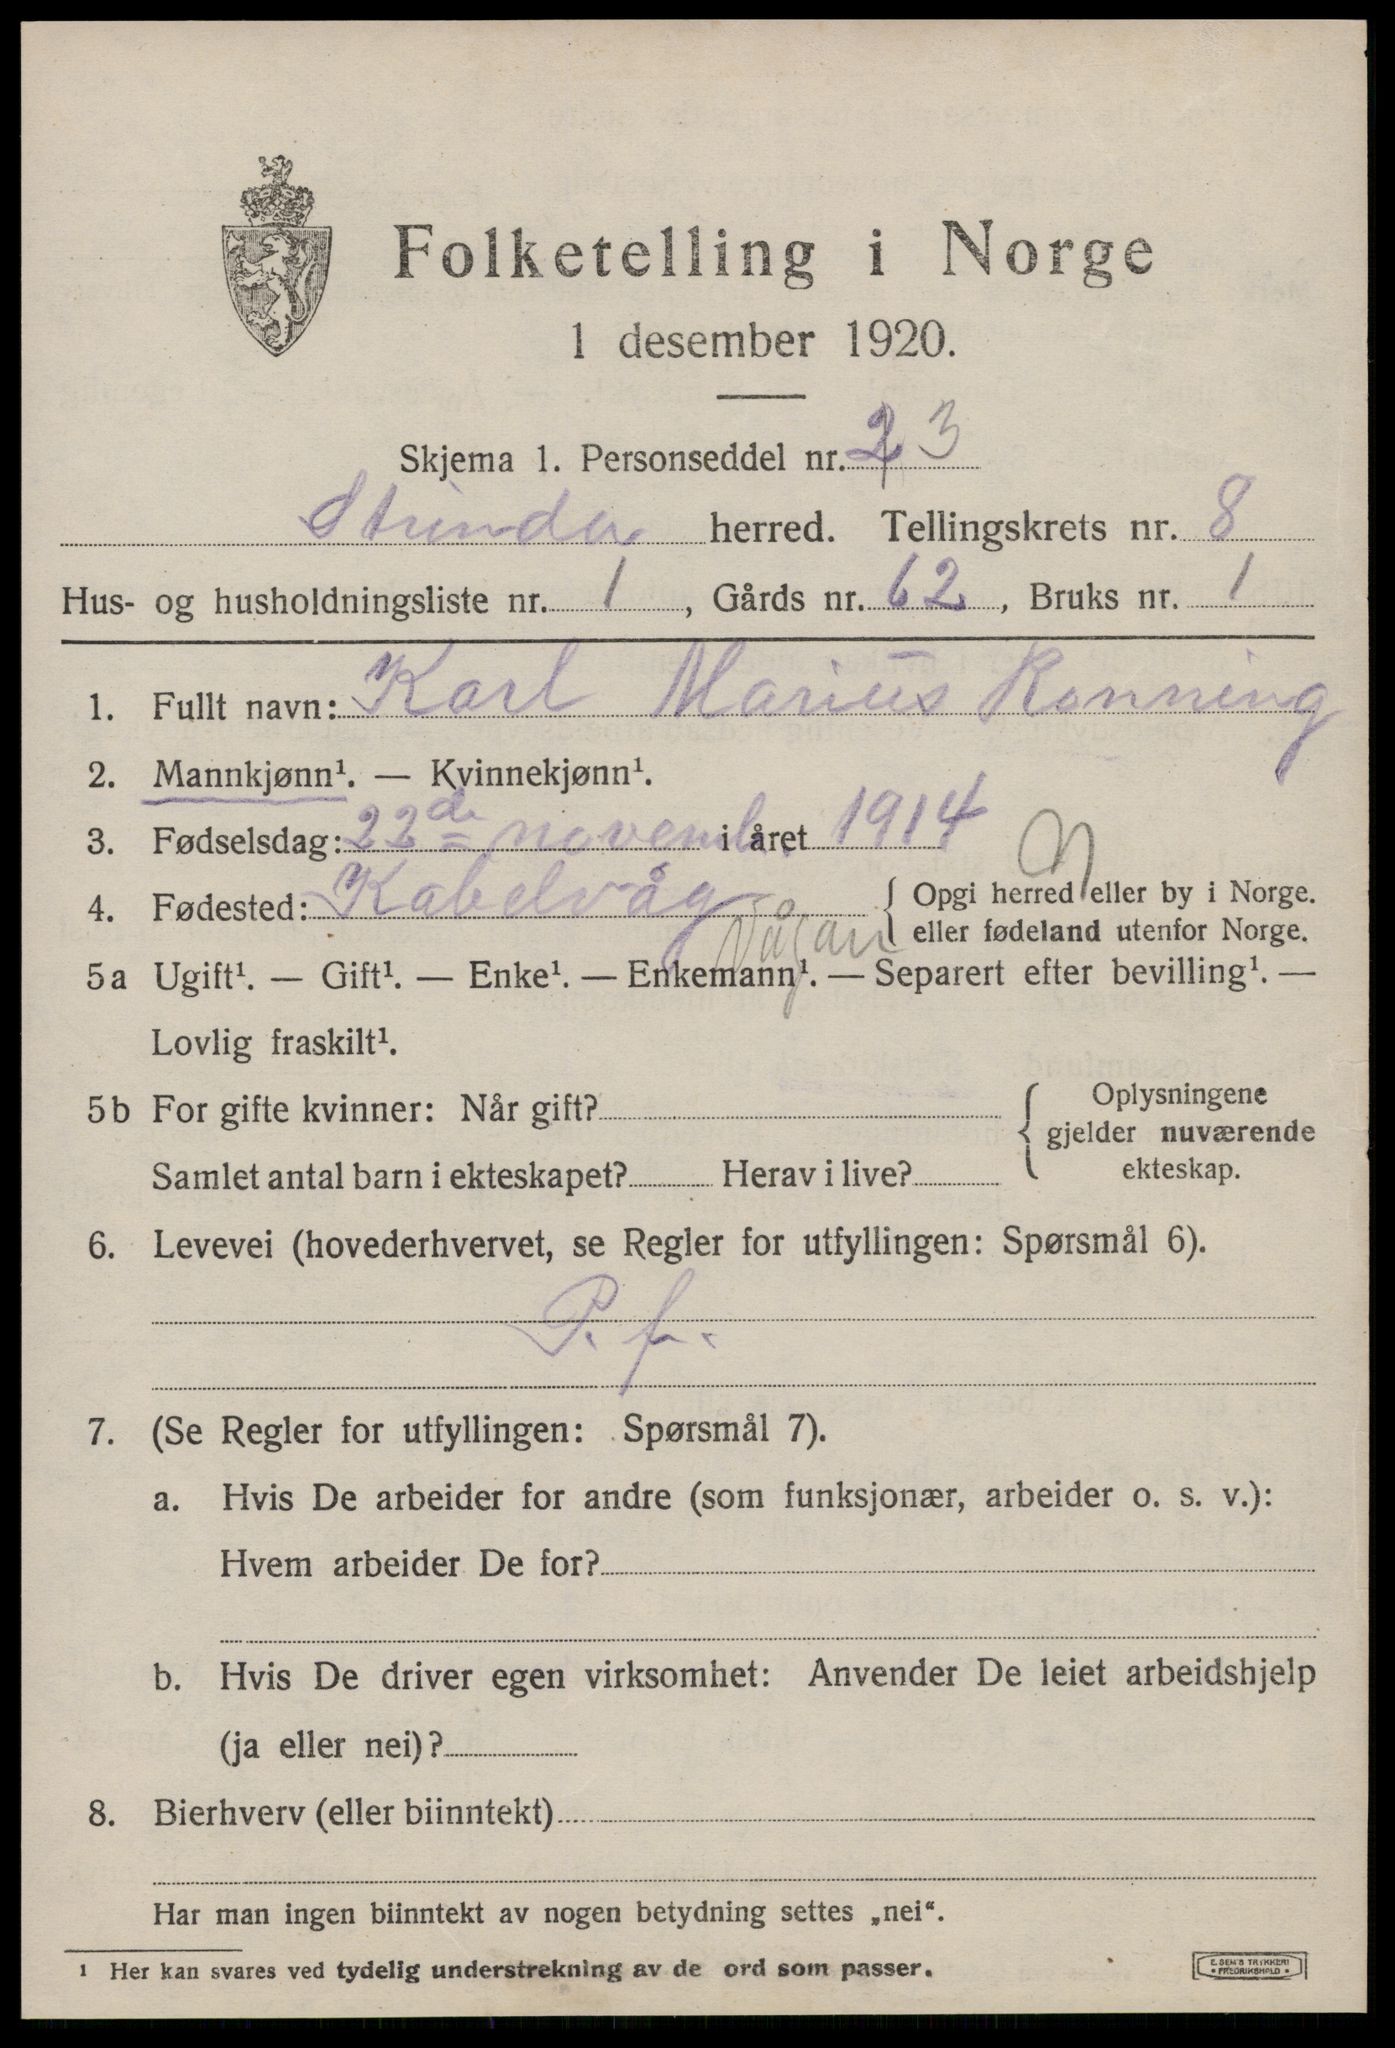 Folketelling i Norge
1 desember 1920.
Skjema 1. Personseddel nr. 23
Strinda herred. Tellingskrets nr. 8
Hus- og husholdningsliste nr. 1, Gårds nr. 62, Bruks nr. 1
1. Fullt navn: Karl Marius Ronning
2. Mannkjønn¹. — Kvinnekjønn¹.
3. Fødselsdag: 22de novemb. i året 1914
4. Fødested: Kabelvåg { Opgi herred eller by i Norge.
eller fødeland utenfor Norge.
N
Vågan
5a Ugift¹. — Gift¹. — Enke¹. — Enkemann¹. — Separert efter bevilling¹. —
Lovlig fraskilt¹.
5b For gifte kvinner: Når gift? { Oplysningene
gjelder nuværende
Samlet antal barn i ekteskapet? Herav i live? ekteskap.
6. Levevei (hovederhvervet, se Regler for utfyllingen: Spørsmål 6).
P. f.
7. (Se Regler for utfyllingen: Spørsmål 7).
a. Hvis De arbeider for andre (som funksjonær, arbeider o. s. v.):
Hvem arbeider De for?
b. Hvis De driver egen virksomhet: Anvender De leiet arbeidshjelp
(ja eller nei)?
8. Bierhverv (eller biinntekt)
Har man ingen biinntekt av nogen betydning settes „nei“.
¹ Her kan svares ved tydelig understrekning av de ord som passer.
E. SEM'S TRYKKERI
• FREDRIKSHALD •